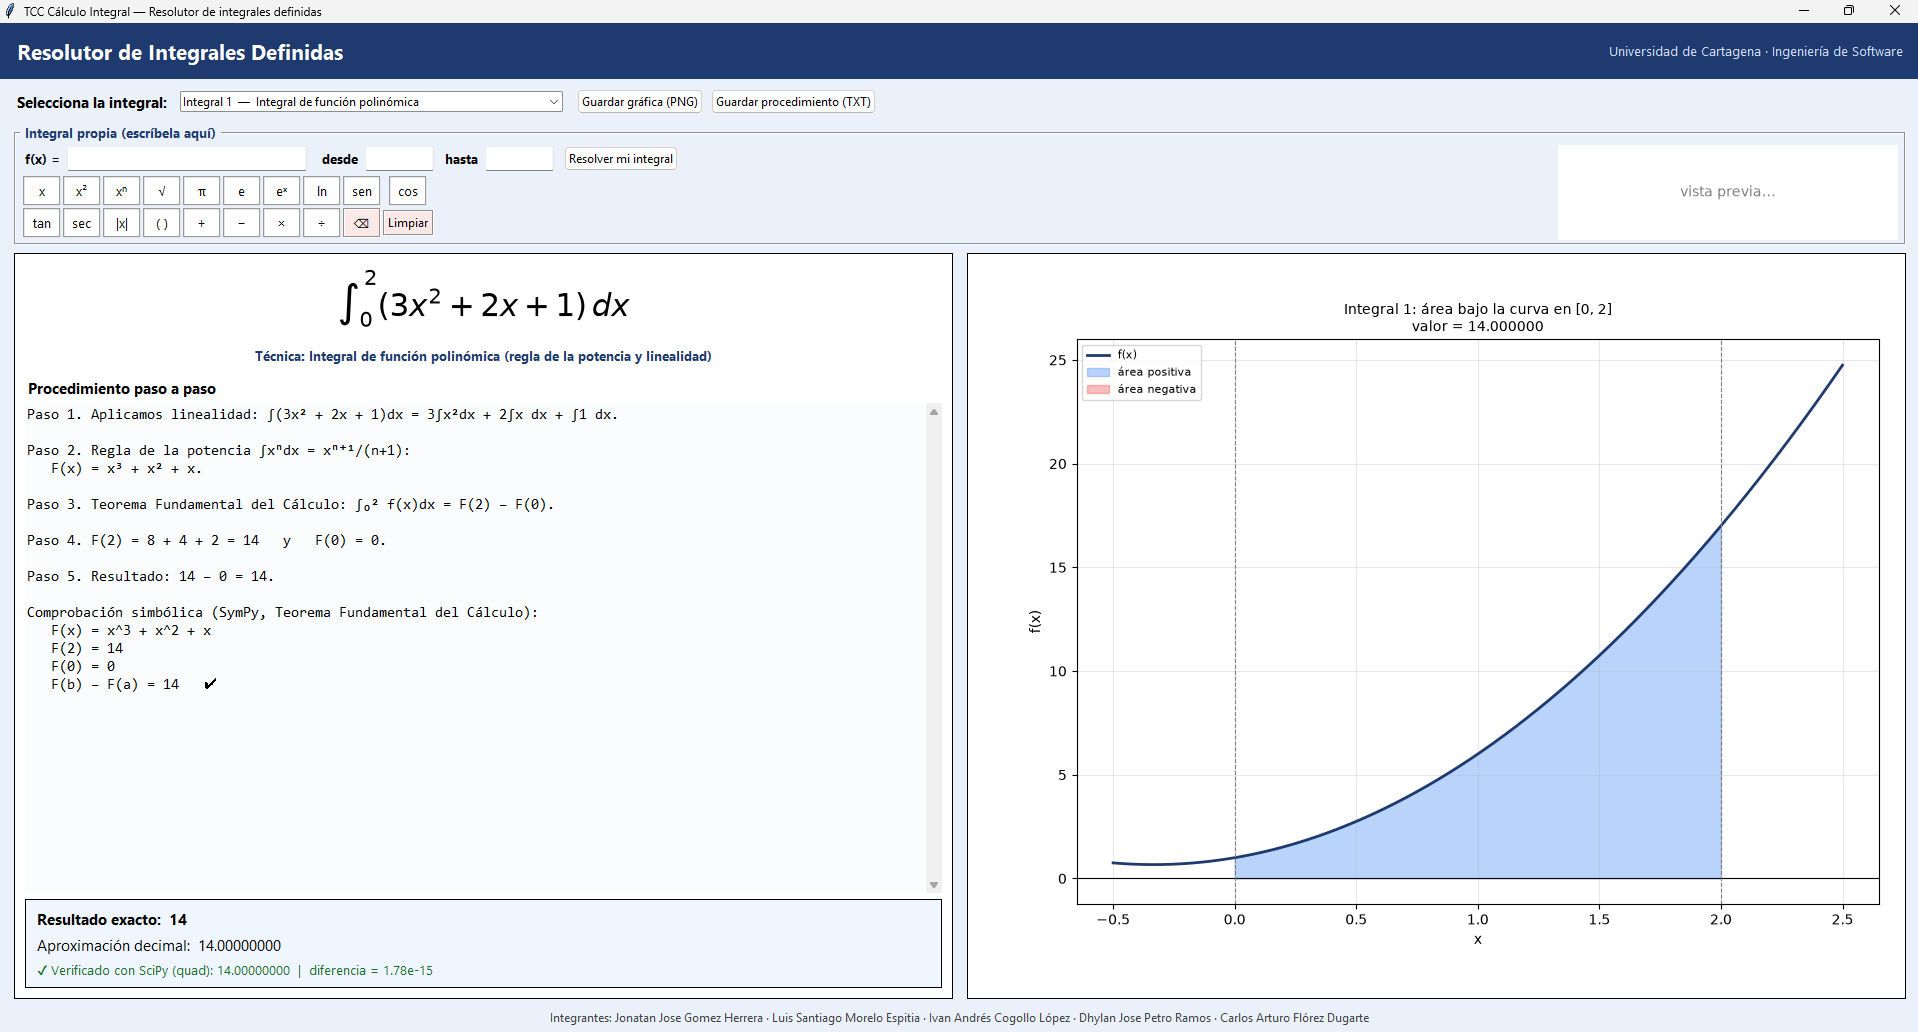 TCC Cálculo Integral — Resolutor de integrales definidas
Resolutor de Integrales Definidas
Universidad de Cartagena · Ingeniería de Software
Selecciona la integral: Integral 1 — Integral de función polinómica Guardar gráfica (PNG) Guardar procedimiento (TXT)
Integral propia (escríbela aquí)
f(x) = desde hasta Resolver mi integral
x x² xⁿ √ π e eˣ ln sen cos
tan sec |x| ( ) + − × ÷ ⌫ Limpiar
vista previa...
∫₀² (3x² + 2x + 1) dx
Técnica: Integral de función polinómica (regla de la potencia y linealidad)
Procedimiento paso a paso
Paso 1. Aplicamos linealidad: ∫(3x² + 2x + 1)dx = 3∫x²dx + 2∫x dx + ∫1 dx.
Paso 2. Regla de la potencia ∫xⁿdx = xⁿ⁺¹/(n+1):
F(x) = x³ + x² + x.
Paso 3. Teorema Fundamental del Cálculo: ∫₀² f(x)dx = F(2) − F(0).
Paso 4. F(2) = 8 + 4 + 2 = 14 y F(0) = 0.
Paso 5. Resultado: 14 − 0 = 14.
Comprobación simbólica (SymPy, Teorema Fundamental del Cálculo):
F(x) = x^3 + x^2 + x
F(2) = 14
F(0) = 0
F(b) − F(a) = 14 ✔
Resultado exacto: 14
Aproximación decimal: 14.00000000
✓ Verificado con SciPy (quad): 14.00000000 | diferencia = 1.78e-15
Integral 1: área bajo la curva en [0, 2]
valor = 14.000000
f(x)
área positiva
área negativa
25
20
15
10
5
0
f(x)
−0.5 0.0 0.5 1.0 1.5 2.0 2.5
x
Integrantes: Jonatan Jose Gomez Herrera · Luis Santiago Morelo Espitia · Ivan Andrés Cogollo López · Dhylan Jose Petro Ramos · Carlos Arturo Flórez Dugarte